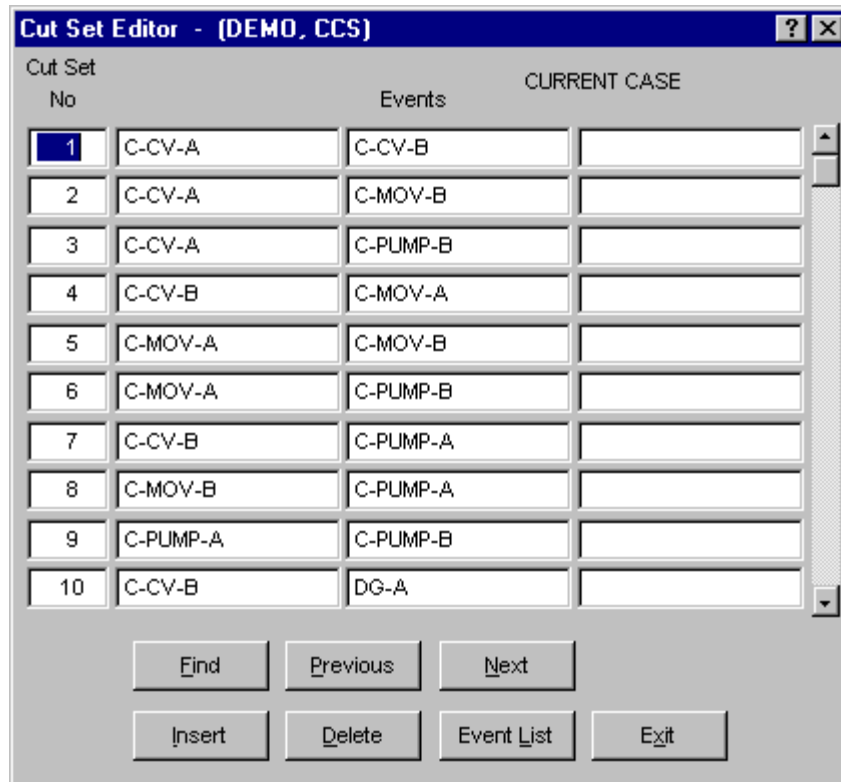 Cut Set Editor - (DEMO, CCS) ? ×
Cut Set
No Events CURRENT CASE
1 C-CV-A C-CV-B
2 C-CV-A C-MOV-B
3 C-CV-A C-PUMP-B
4 C-CV-B C-MOV-A
5 C-MOV-A C-MOV-B
6 C-MOV-A C-PUMP-B
7 C-CV-B C-PUMP-A
8 C-MOV-B C-PUMP-A
9 C-PUMP-A C-PUMP-B
10 C-CV-B DG-A
Find Previous Next
Insert Delete Event List Exit